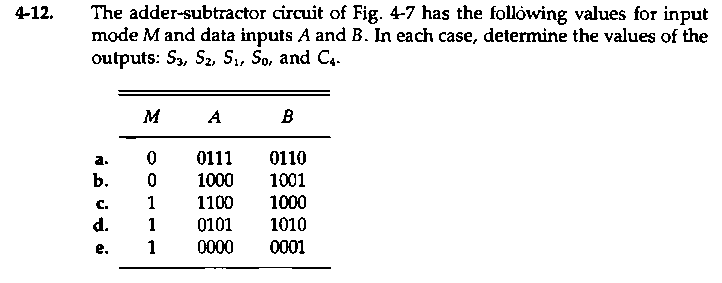 4-12. The adder-subtractor circuit of Fig. 4-7 has the following values for input
mode M and data inputs A and B. In each case, determine the values of the
outputs: S₃, S₂, S₁, S₀, and C₄.
M A B
a. 0 0111 0110
b. 0 1000 1001
c. 1 1100 1000
d. 1 0101 1010
e. 1 0000 0001